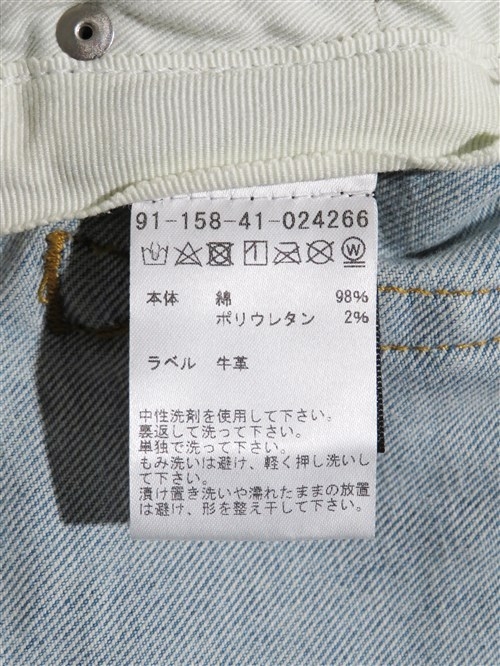 91-158-41-024266
W
本体 綿 98%
ポリウレタン 2%
ラベル 牛革
中性洗剤を使用して下さい。
裏返して洗って下さい。
単独で洗って下さい。
もみ洗いは避け、軽く押し洗いし
て下さい。
漬け置き洗いや濡れたままの放置
は避け、形を整え干して下さい。